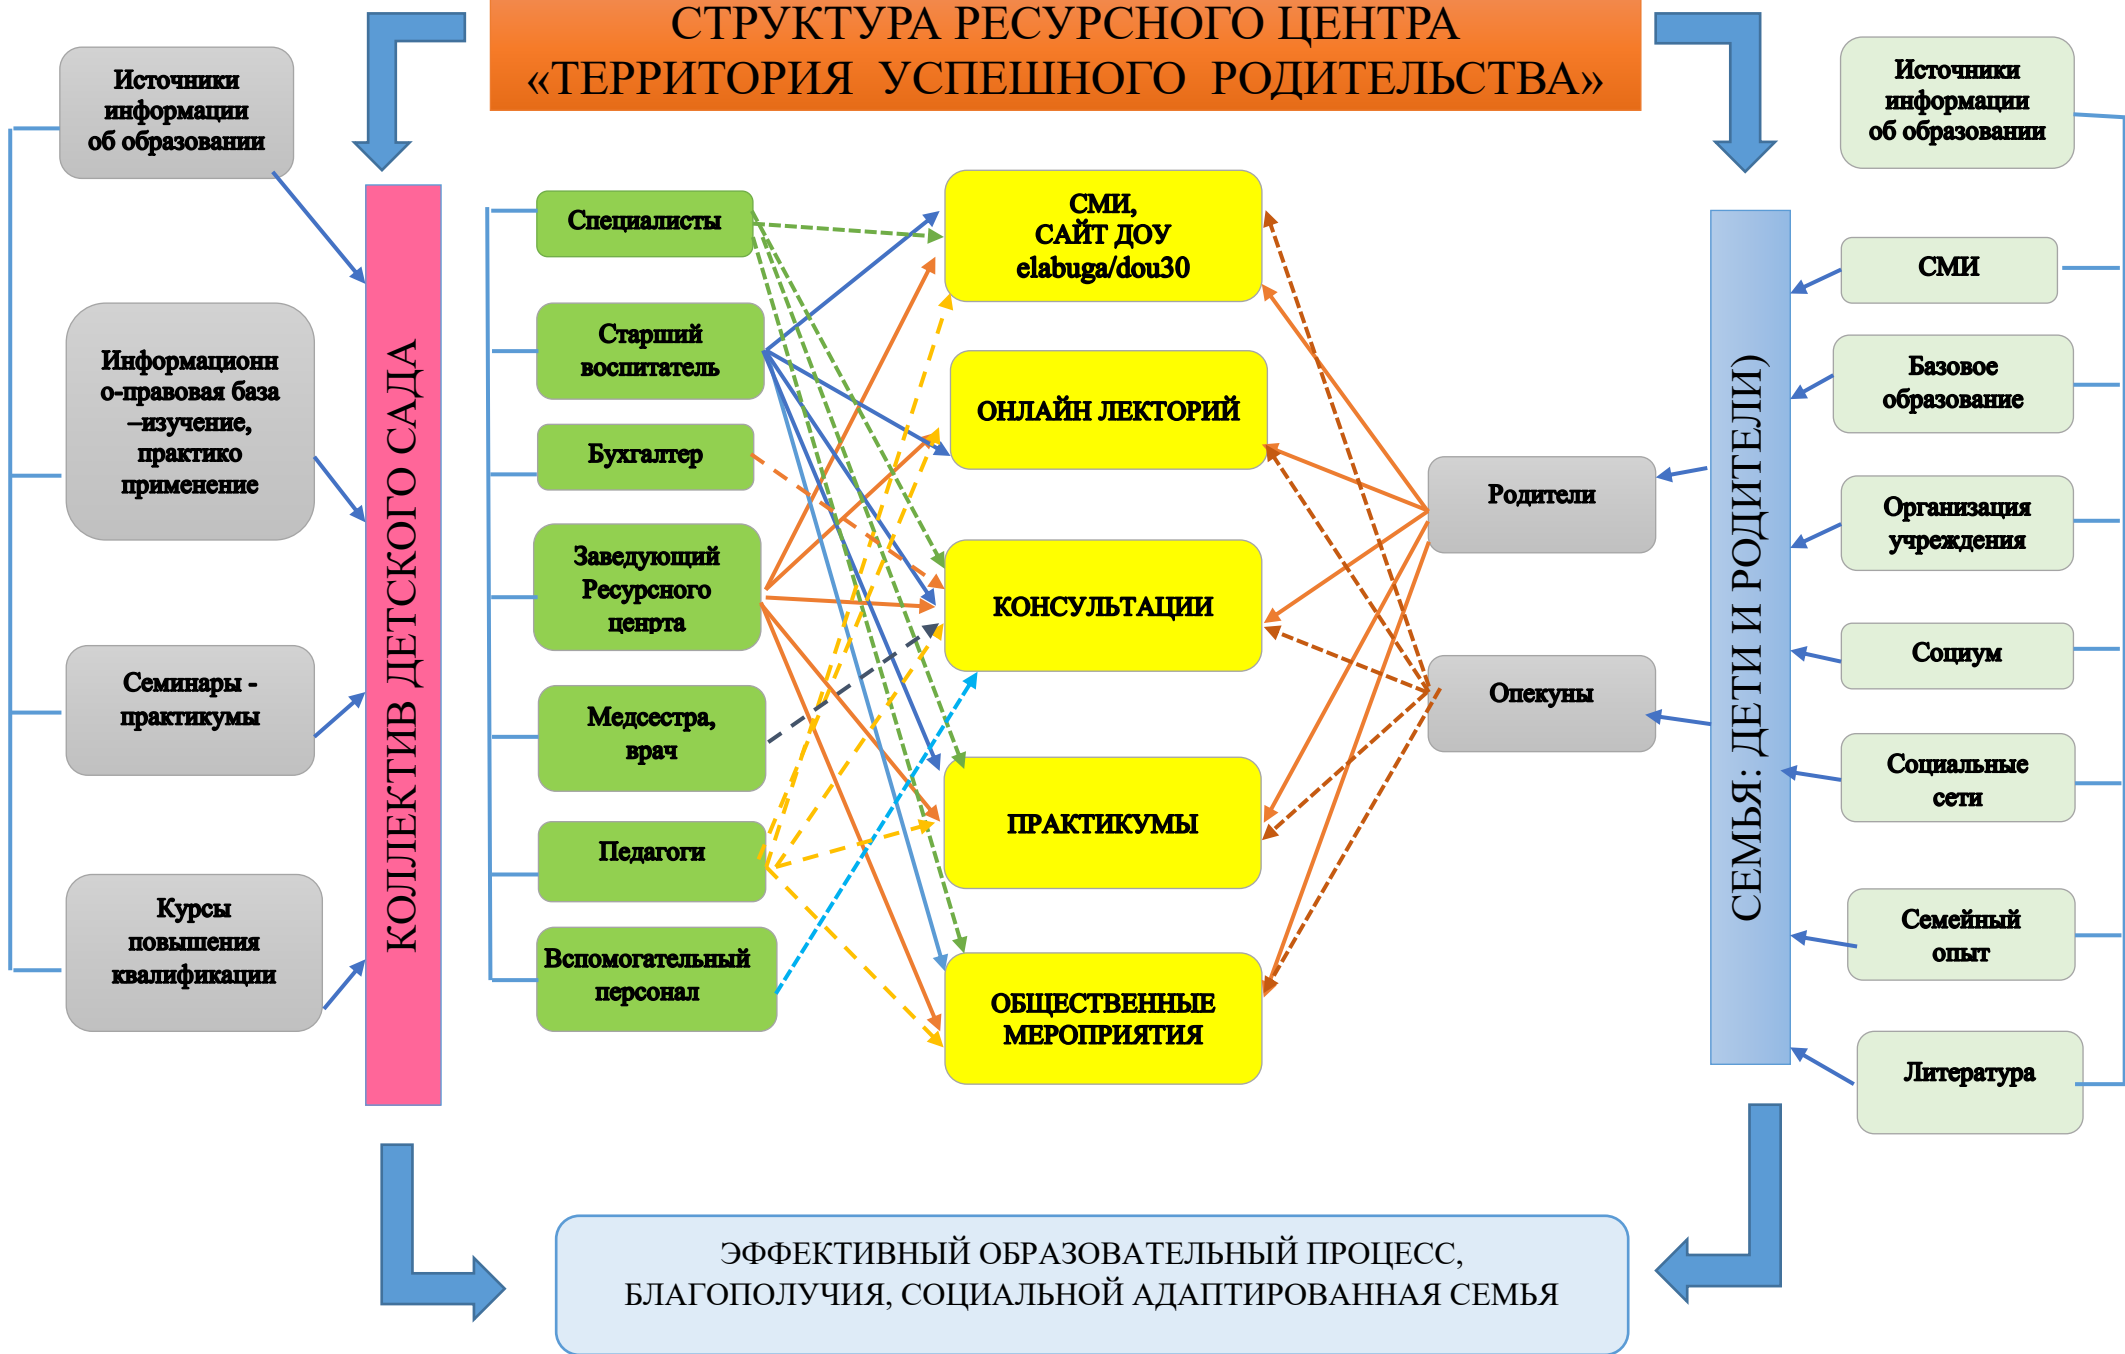 СТРУКТУРА РЕСУРСНОГО ЦЕНТРА
«ТЕРРИТОРИЯ УСПЕШНОГО РОДИТЕЛЬСТВА»
Источники
информации
об образовании
Информационн
о-правовая база
–изучение,
практико
применение
Семинары -
практикумы
Курсы
повышения
квалификации
КОЛЛЕКТИВ ДЕТСКОГО САДА
Специалисты
Старший
воспитатель
Бухгалтер
Заведующий
Ресурсного
ценрта
Медсестра,
врач
Педагоги
Вспомогательный
персонал
СМИ,
САЙТ ДОУ
elabuga/dou30
ОНЛАЙН ЛЕКТОРИЙ
КОНСУЛЬТАЦИИ
ПРАКТИКУМЫ
ОБЩЕСТВЕННЫЕ
МЕРОПРИЯТИЯ
Родители
Опекуны
СЕМЬЯ: ДЕТИ И РОДИТЕЛИ)
Источники
информации
об образовании
СМИ
Базовое
образование
Организация
учреждения
Социум
Социальные
сети
Семейный
опыт
Литература
ЭФФЕКТИВНЫЙ ОБРАЗОВАТЕЛЬНЫЙ ПРОЦЕСС,
БЛАГОПОЛУЧИЯ, СОЦИАЛЬНОЙ АДАПТИРОВАННАЯ СЕМЬЯ